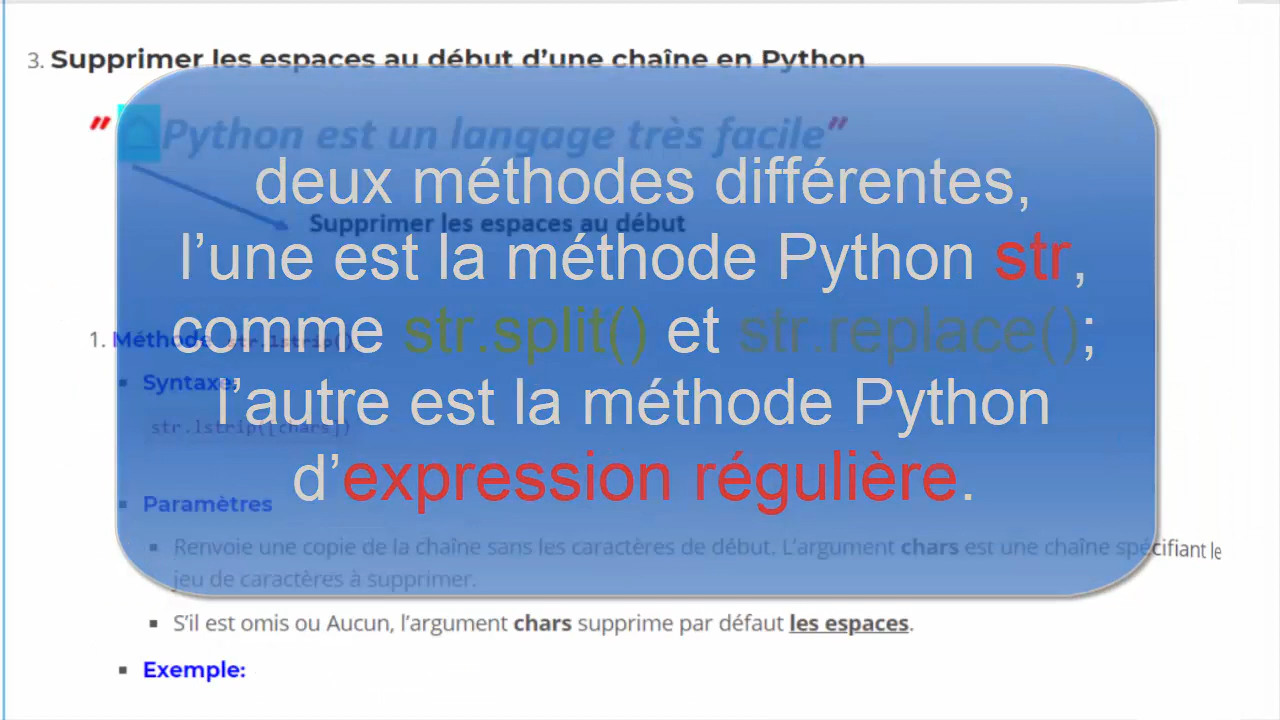 3. Supprimer les espaces au début d’une chaîne en Python
" Python est un langage très facile"
deux méthodes différentes,
Supprimer les espaces au début
l’une est la méthode Python str,
1. Méthode str.lstrip()
comme str.split() et str.replace();
Syntaxe:
l’autre est la méthode Python
str.lstrip([chars])
d’expression régulière.
Paramètres
Renvoie une copie de la chaîne sans les caractères de début. L’argument chars est une chaîne spécifiant le
jeu de caractères à supprimer.
S’il est omis ou Aucun, l’argument chars supprime par défaut les espaces.
Exemple: